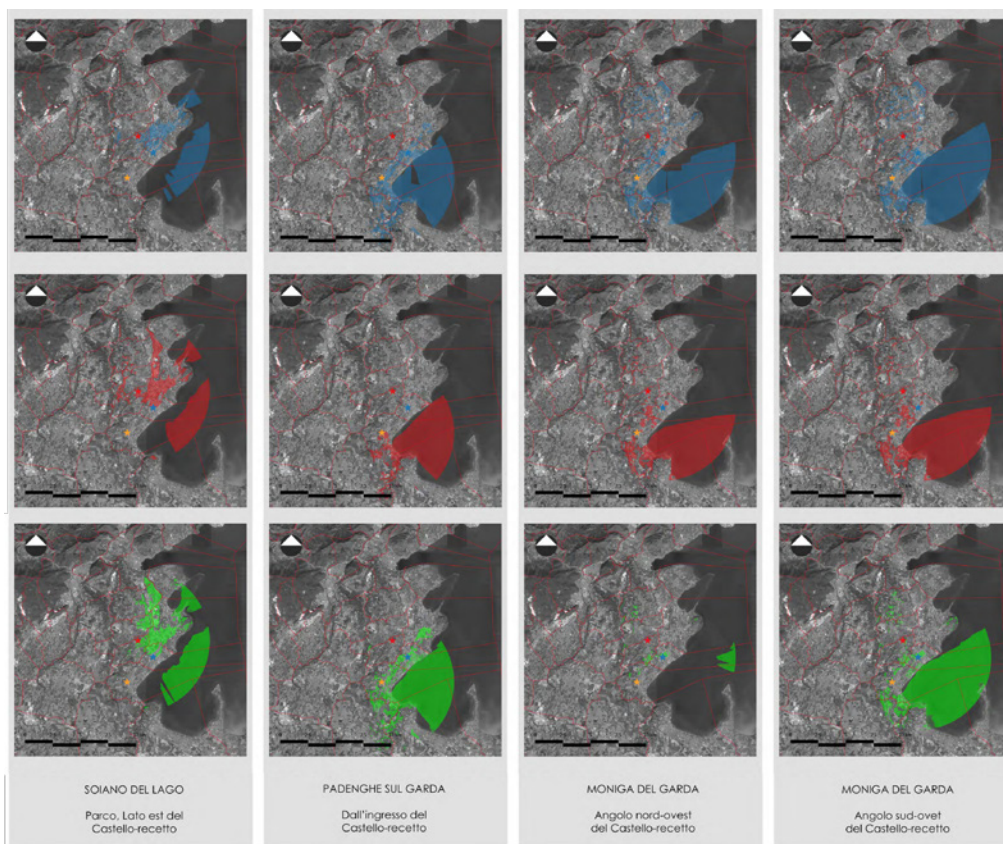 SOIANO DEL LAGO
Parco, Lato est del
Castello-recetto
PADENGHE SUL GARDA
Dall'ingresso del
Castello-recetto
MONIGA DEL GARDA
Angolo nord-ovest
del Castello-recetto
MONIGA DEL GARDA
Angolo sud-ovet
del Castello-recetto